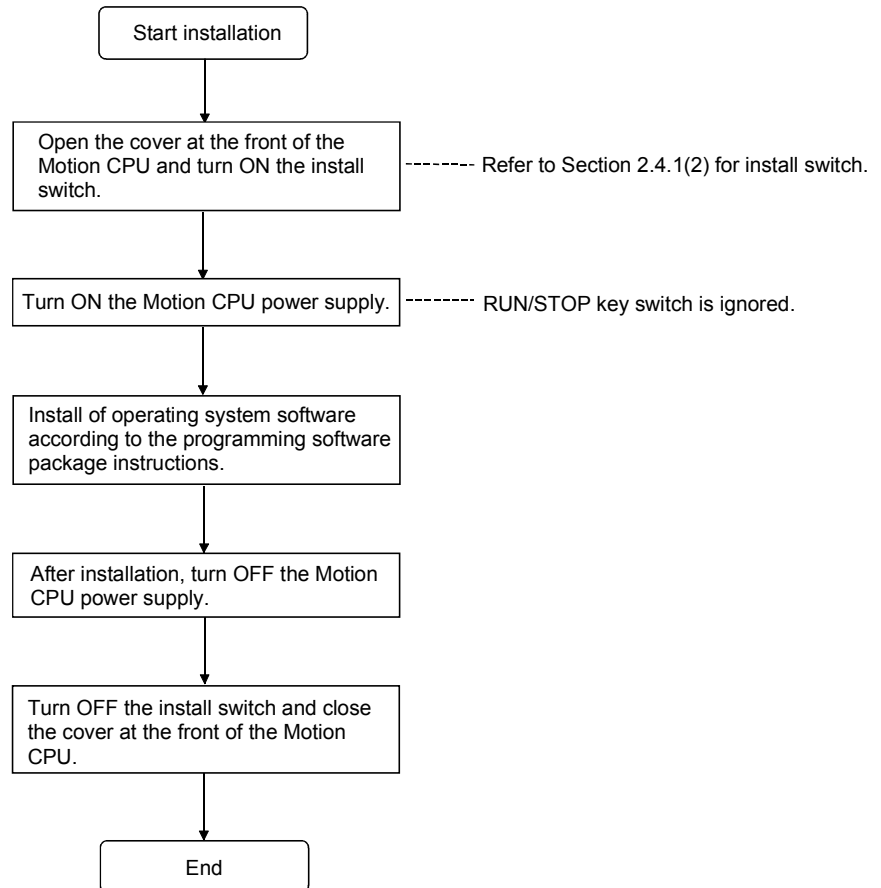 Start installation
Open the cover at the front of the
Motion CPU and turn ON the install
switch.
Refer to Section 2.4.1(2) for install switch.
Turn ON the Motion CPU power supply.
RUN/STOP key switch is ignored.
Install of operating system software
according to the programming software
package instructions.
After installation, turn OFF the Motion
CPU power supply.
Turn OFF the install switch and close
the cover at the front of the Motion
CPU.
End